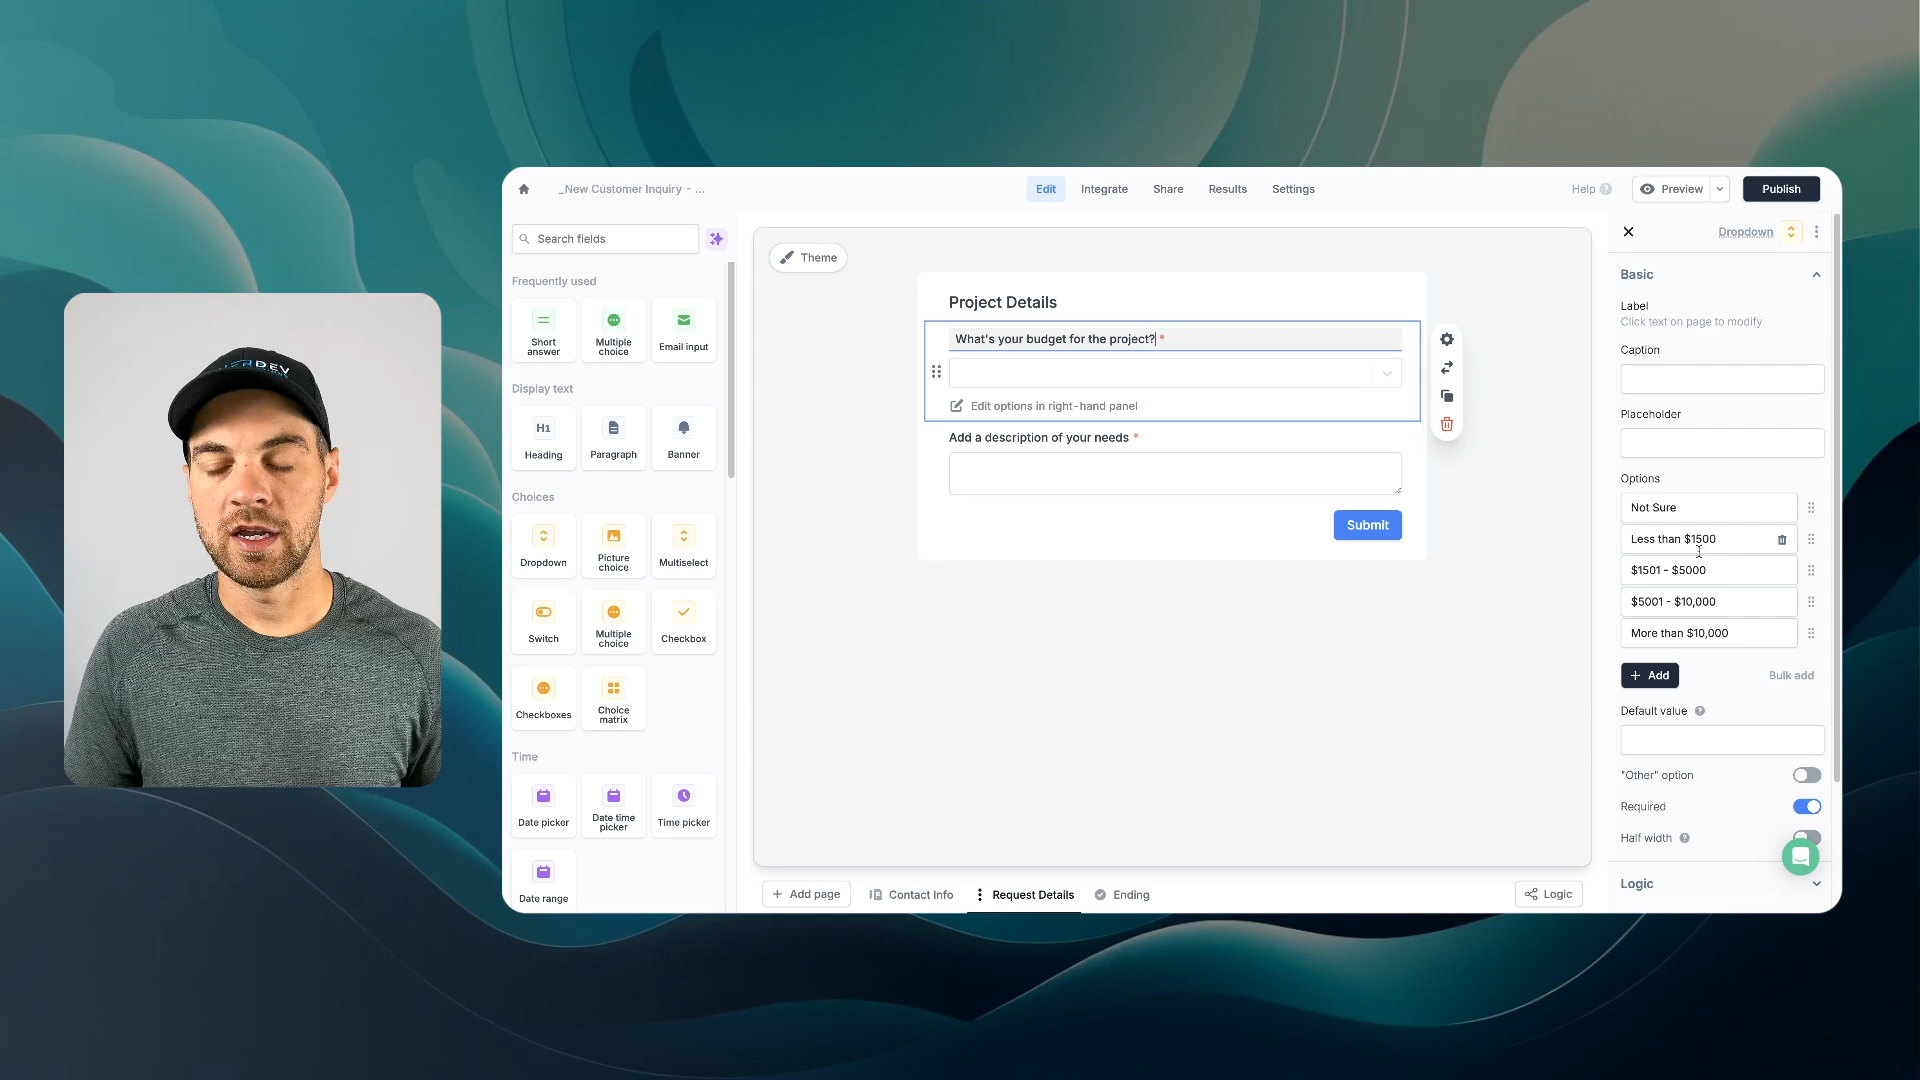 _New Customer Inquiry - ...
Edit
Integrate
Share
Results
Settings
Help
Preview
Publish
Search fields
Frequently used
Short answer
Multiple choice
Email input
Display text
H1
Heading
Paragraph
Banner
Choices
Dropdown
Picture choice
Multiselect
Switch
Multiple choice
Checkbox
Checkboxes
Choice matrix
Time
Date picker
Date time picker
Time picker
Date range
Theme
Project Details
What's your budget for the project? *
Edit options in right-hand panel
Add a description of your needs *
Submit
Add page
Contact Info
Request Details
Ending
Logic
Dropdown
Basic
Label
Click text on page to modify
Caption
Placeholder
Options
Not Sure
Less than $1500
$1501 - $5000
$5001 - $10,000
More than $10,000
+ Add
Bulk add
Default value
"Other" option
Required
Half width
Logic